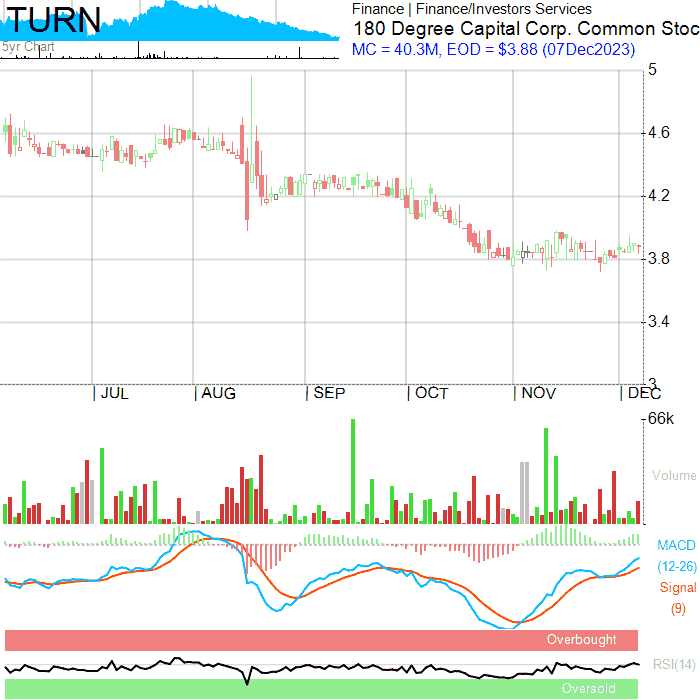 TURN
5yr Chart
Finance | Finance/Investors Services
180 Degree Capital Corp. Common Stoc
MC = 40.3M, EOD = $3.88 (07Dec2023)
5
4.6
4.2
3.8
3.4
3
| JUL
| AUG
| SEP
| OCT
| NOV
| DEC
66k
Volume
MACD
(12-26)
Signal
(9)
Overbought
RSI(14)
Oversold